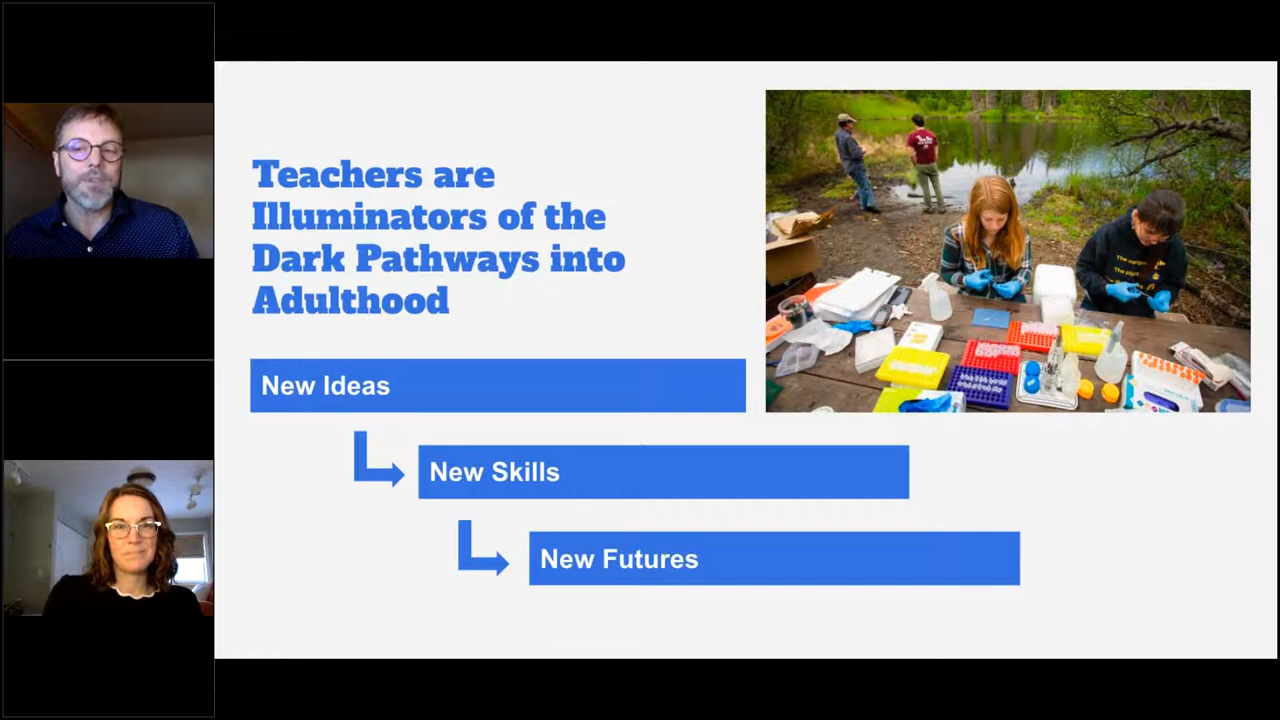 Teachers are
Illuminators of the
Dark Pathways into
Adulthood
New Ideas
New Skills
New Futures